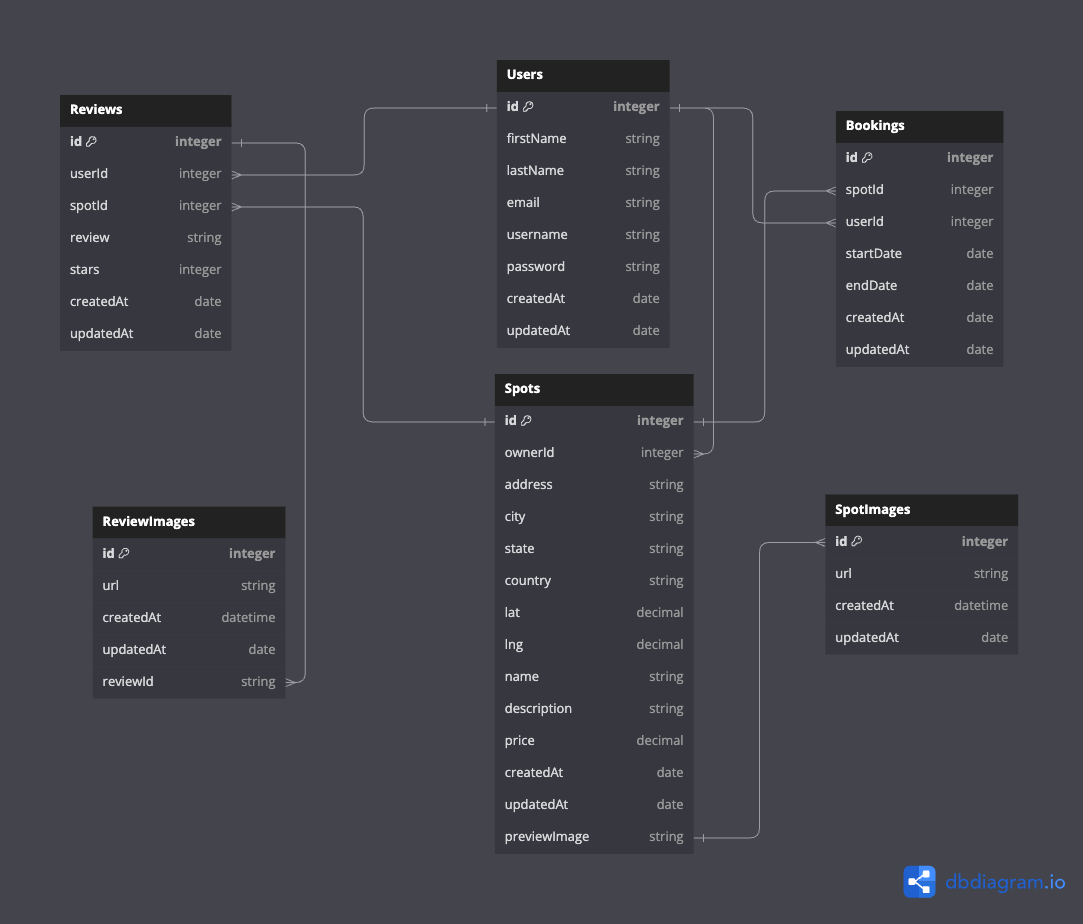 Users
id integer
firstName string
lastName string
email string
username string
password string
createdAt date
updatedAt date
Reviews
id integer
userId integer
spotId integer
review string
stars integer
createdAt date
updatedAt date
Bookings
id integer
spotId integer
userId integer
startDate date
endDate date
createdAt date
updatedAt date
Spots
id integer
ownerId integer
address string
city string
state string
country string
lat decimal
lng decimal
name string
description string
price decimal
createdAt date
updatedAt date
previewImage string
ReviewImages
id integer
url string
createdAt datetime
updatedAt date
reviewId string
SpotImages
id integer
url string
createdAt datetime
updatedAt date
dbdiagram.io